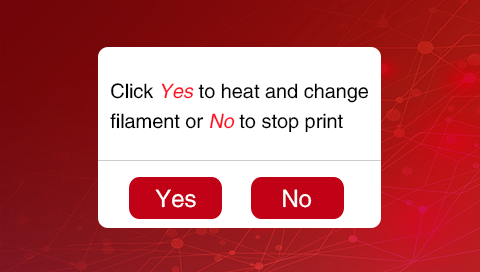 Click Yes to heat and change
filament or No to stop print
Yes No